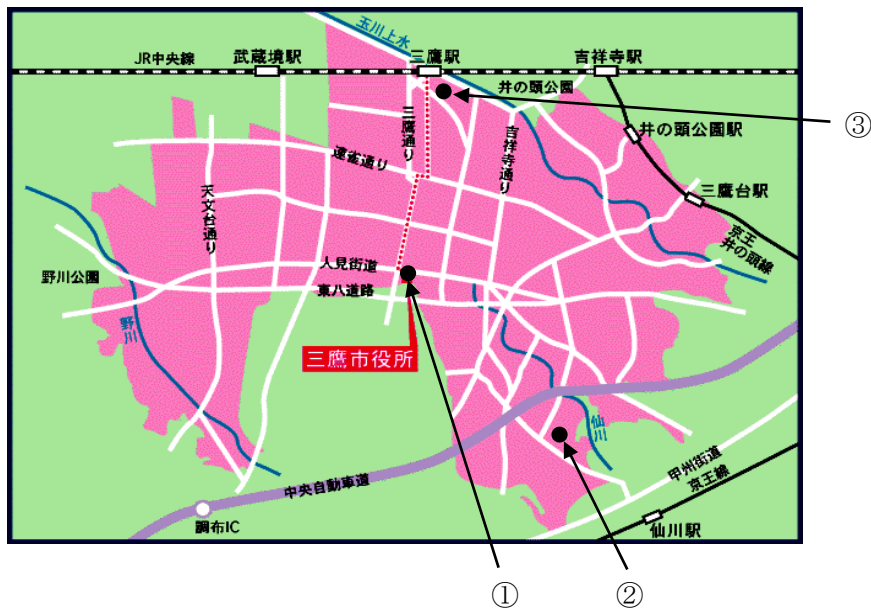 玉川上水
JR中央線
武蔵境駅
三鷹駅
吉祥寺駅
井の頭公園
③
三鷹通り
吉祥寺通り
井の頭公園駅
連雀通り
三鷹台駅
天文台通り
京王
井の頭線
野川公園
人見街道
東八道路
野川
三鷹市役所
仙川
甲州街道
京王線
中央自動車道
調布IC
仙川駅
①
②